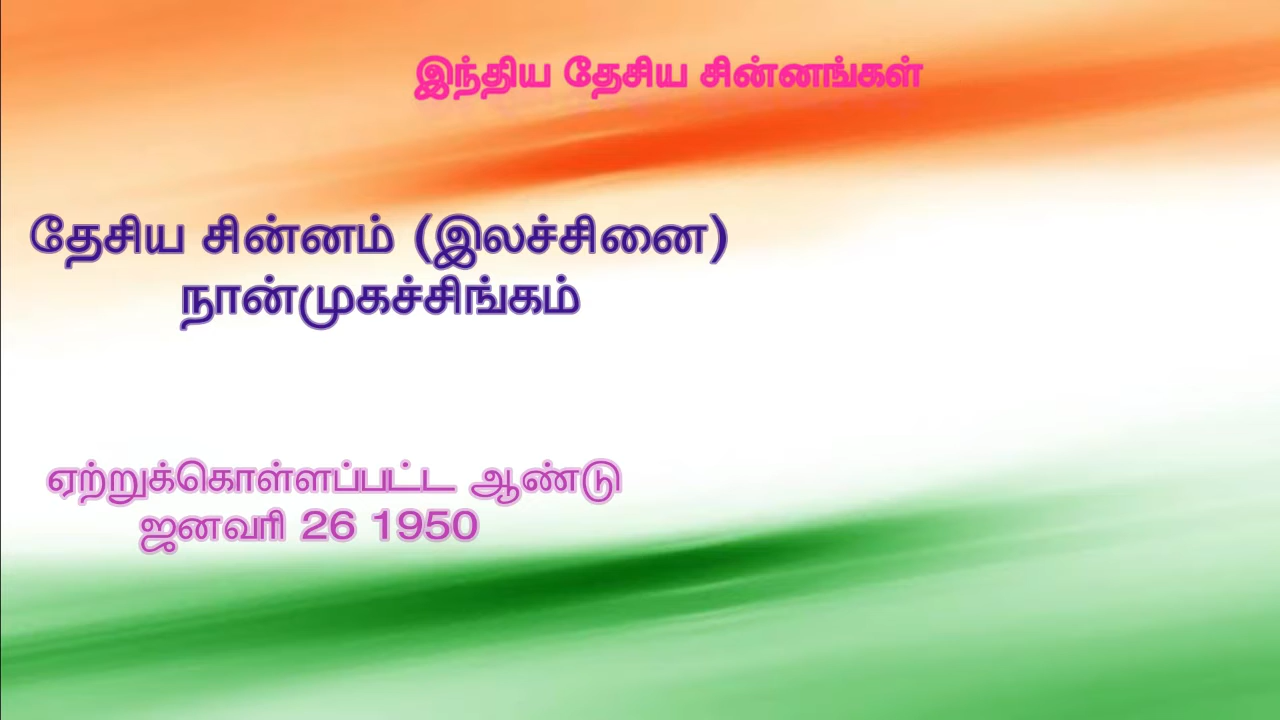 இந்திய தேசிய சின்னங்கள்
தேசிய சின்னம் (இலச்சினை)
நான்முகச்சிங்கம்
ஏற்றுக்கொள்ளப்பட்ட ஆண்டு
ஜனவரி 26 1950